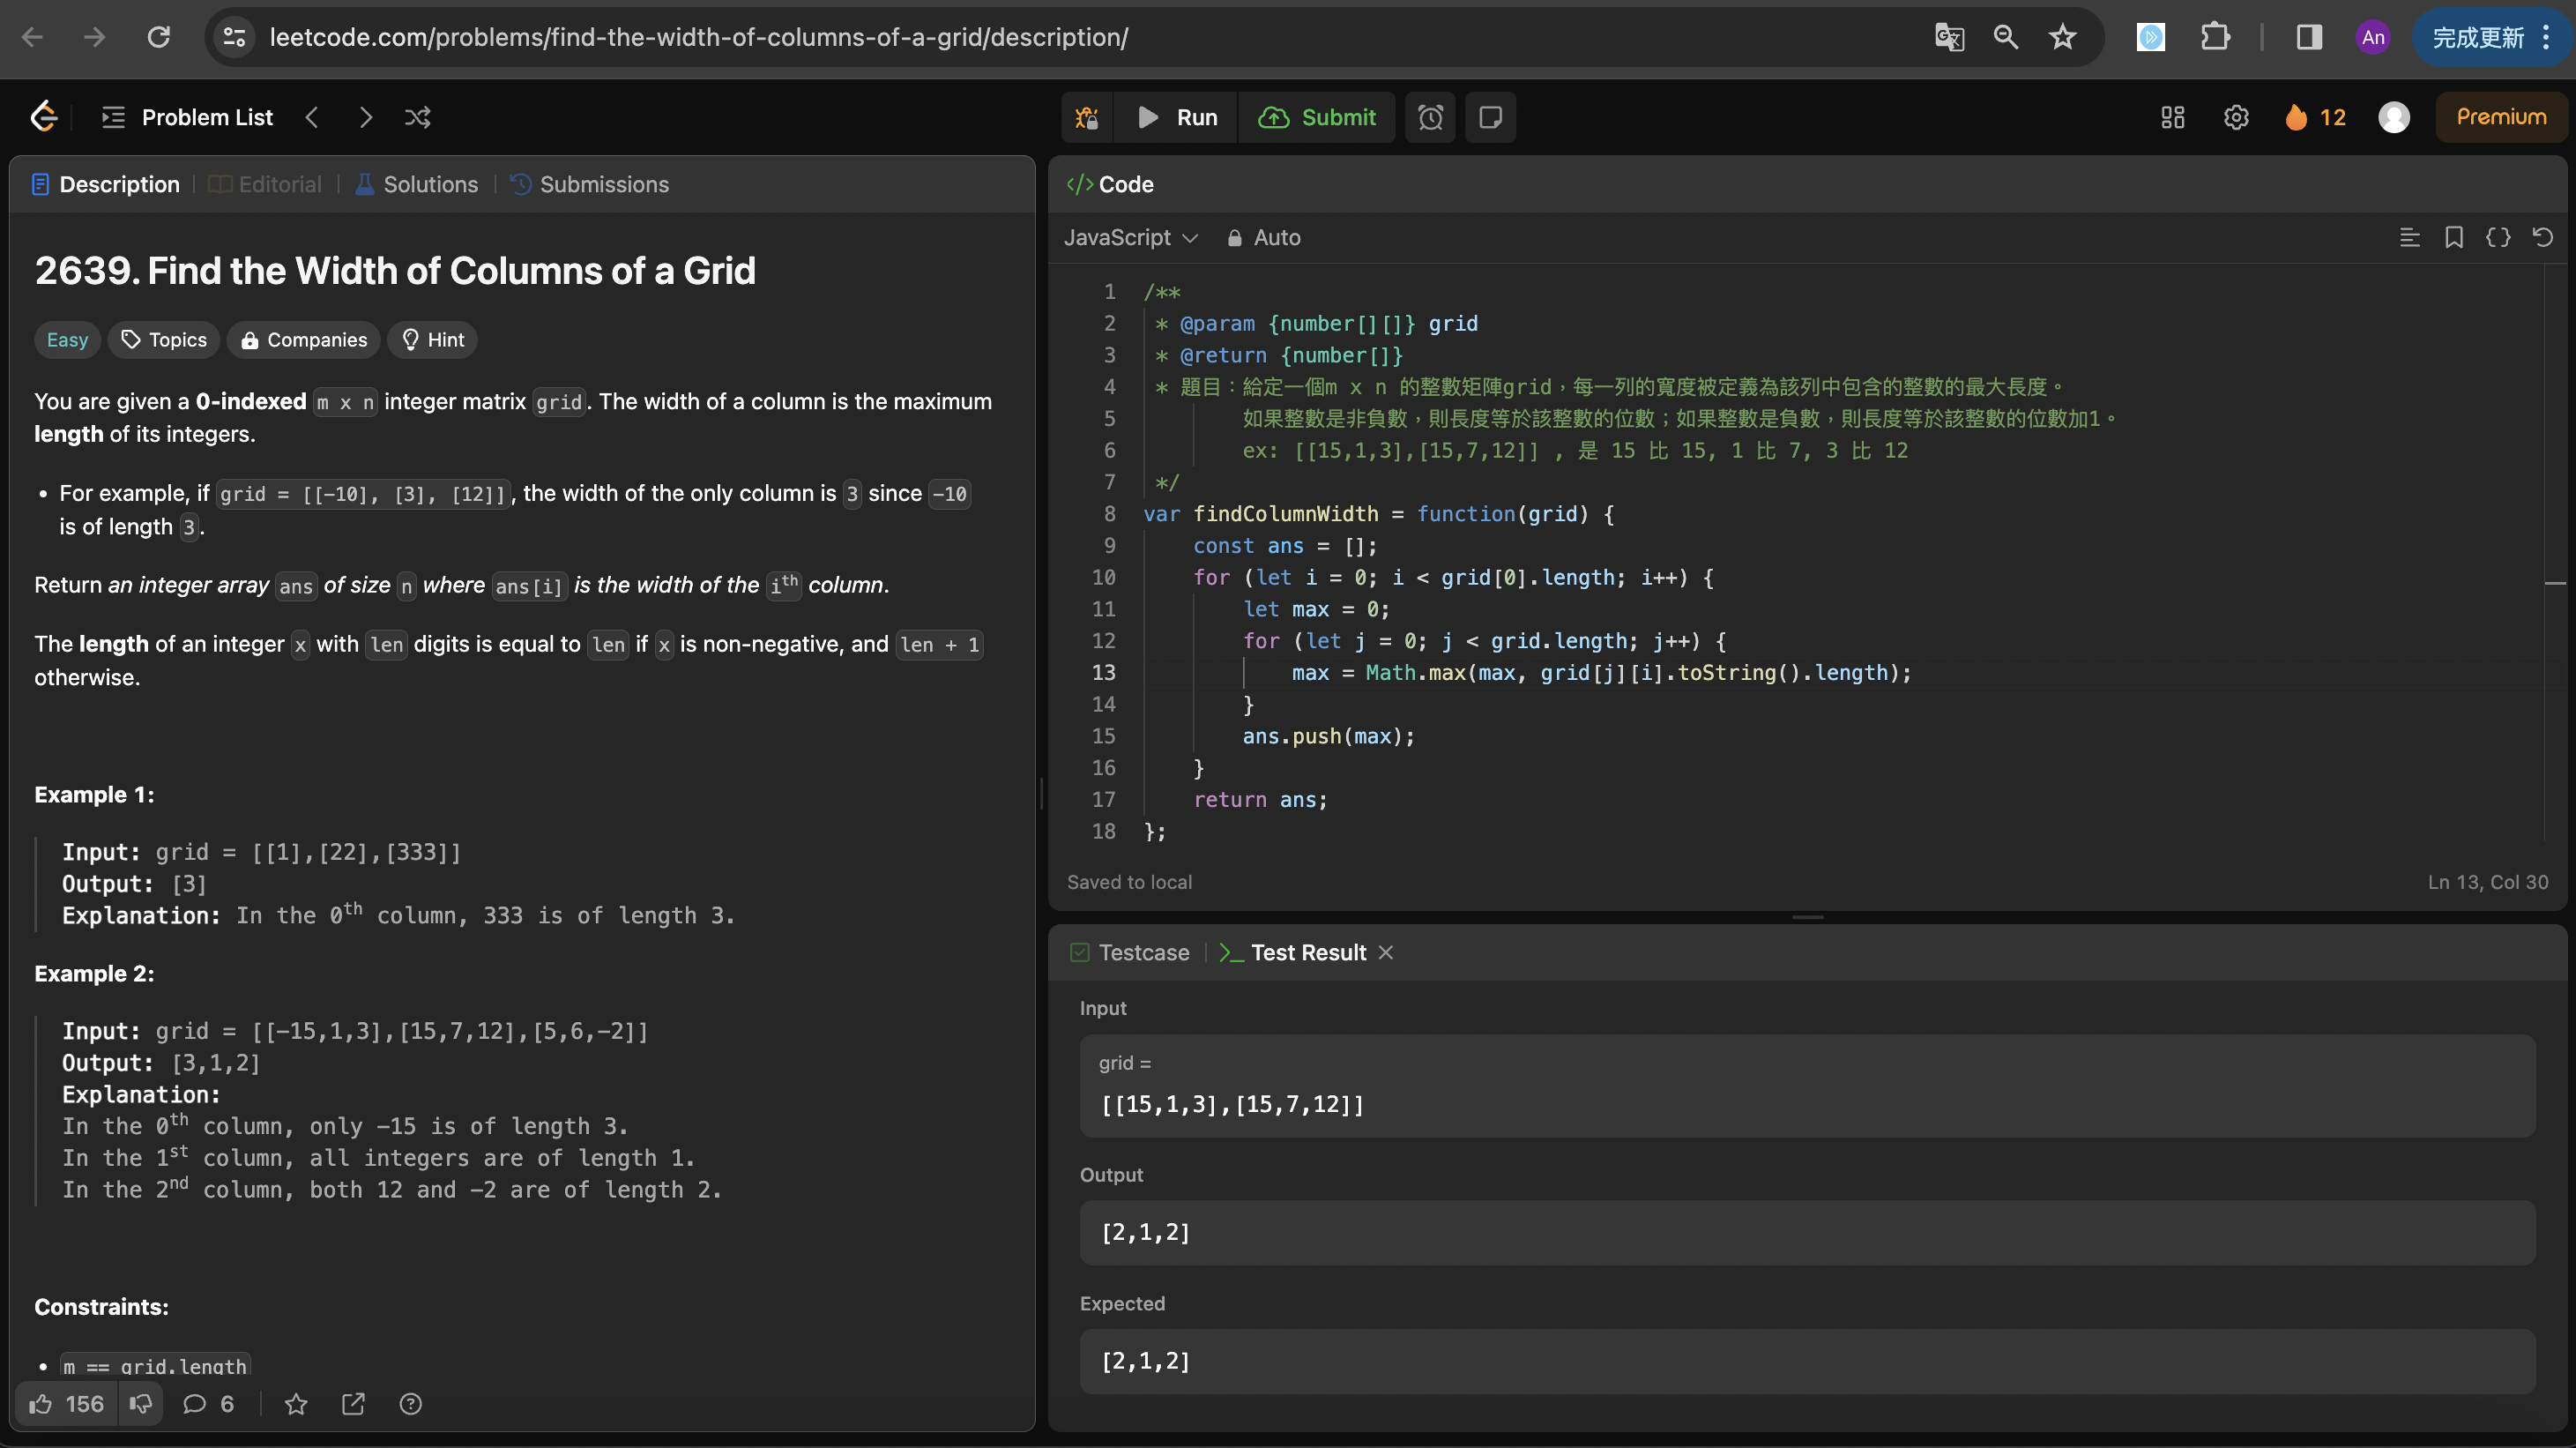 leetcode.com/problems/find-the-width-of-columns-of-a-grid/description/
An
完成更新
Problem List
Run
Submit
12
Premium
Description
Editorial
Solutions
Submissions
2639. Find the Width of Columns of a Grid
Easy
Topics
Companies
Hint
You are given a 0-indexed m x n integer matrix grid. The width of a column is the maximum
length of its integers.
• For example, if grid = [[-10], [3], [12]], the width of the only column is 3 since -10
is of length 3.
Return an integer array ans of size n where ans[i] is the width of the ith column.
The length of an integer x with len digits is equal to len if x is non-negative, and len + 1
otherwise.
Example 1:
Input: grid = [[1],[22],[333]]
Output: [3]
Explanation: In the 0th column, 333 is of length 3.
Example 2:
Input: grid = [[-15,1,3],[15,7,12],[5,6,-2]]
Output: [3,1,2]
Explanation:
In the 0th column, only -15 is of length 3.
In the 1st column, all integers are of length 1.
In the 2nd column, both 12 and -2 are of length 2.
Constraints:
• m == grid.length
156
6
</> Code
JavaScript
Auto
1 /**
2 * @param {number[][]} grid
3 * @return {number[]}
4 * 題目：給定一個m x n 的整數矩陣grid，每一列的寬度被定義為該列中包含的整數的最大長度。
5 如果整數是非負數，則長度等於該整數的位數；如果整數是負數，則長度等於該整數的位數加1。
6 ex: [[15,1,3],[15,7,12]] , 是 15 比 15, 1 比 7, 3 比 12
7 */
8 var findColumnWidth = function(grid) {
9 const ans = [];
10 for (let i = 0; i < grid[0].length; i++) {
11 let max = 0;
12 for (let j = 0; j < grid.length; j++) {
13 max = Math.max(max, grid[j][i].toString().length);
14 }
15 ans.push(max);
16 }
17 return ans;
18 };
Saved to local
Ln 13, Col 30
Testcase
Test Result
Input
grid =
[[15,1,3],[15,7,12]]
Output
[2,1,2]
Expected
[2,1,2]